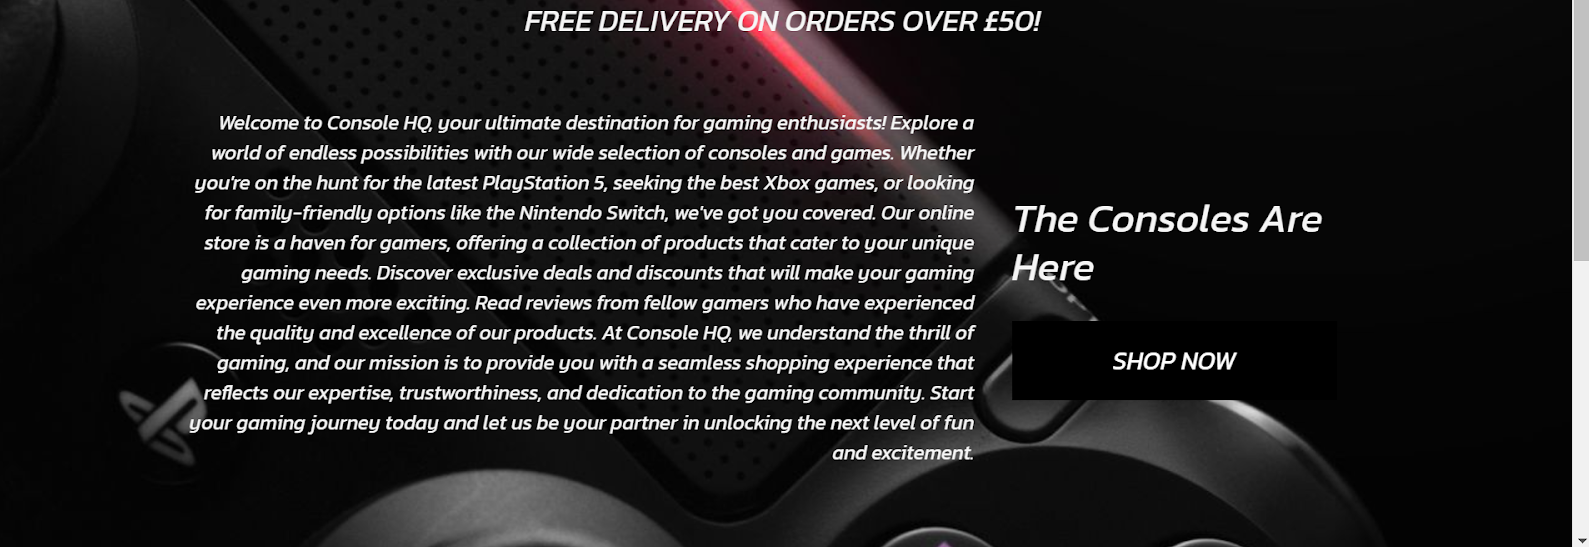 FREE DELIVERY ON ORDERS OVER £50!
Welcome to Console HQ, your ultimate destination for gaming enthusiasts! Explore a
world of endless possibilities with our wide selection of consoles and games. Whether
you're on the hunt for the latest PlayStation 5, seeking the best Xbox games, or looking
for family-friendly options like the Nintendo Switch, we've got you covered. Our online
store is a haven for gamers, offering a collection of products that cater to your unique
gaming needs. Discover exclusive deals and discounts that will make your gaming
experience even more exciting. Read reviews from fellow gamers who have experienced
the quality and excellence of our products. At Console HQ, we understand the thrill of
gaming, and our mission is to provide you with a seamless shopping experience that
reflects our expertise, trustworthiness, and dedication to the gaming community. Start
your gaming journey today and let us be your partner in unlocking the next level of fun
and excitement.
The Consoles Are
Here
SHOP NOW